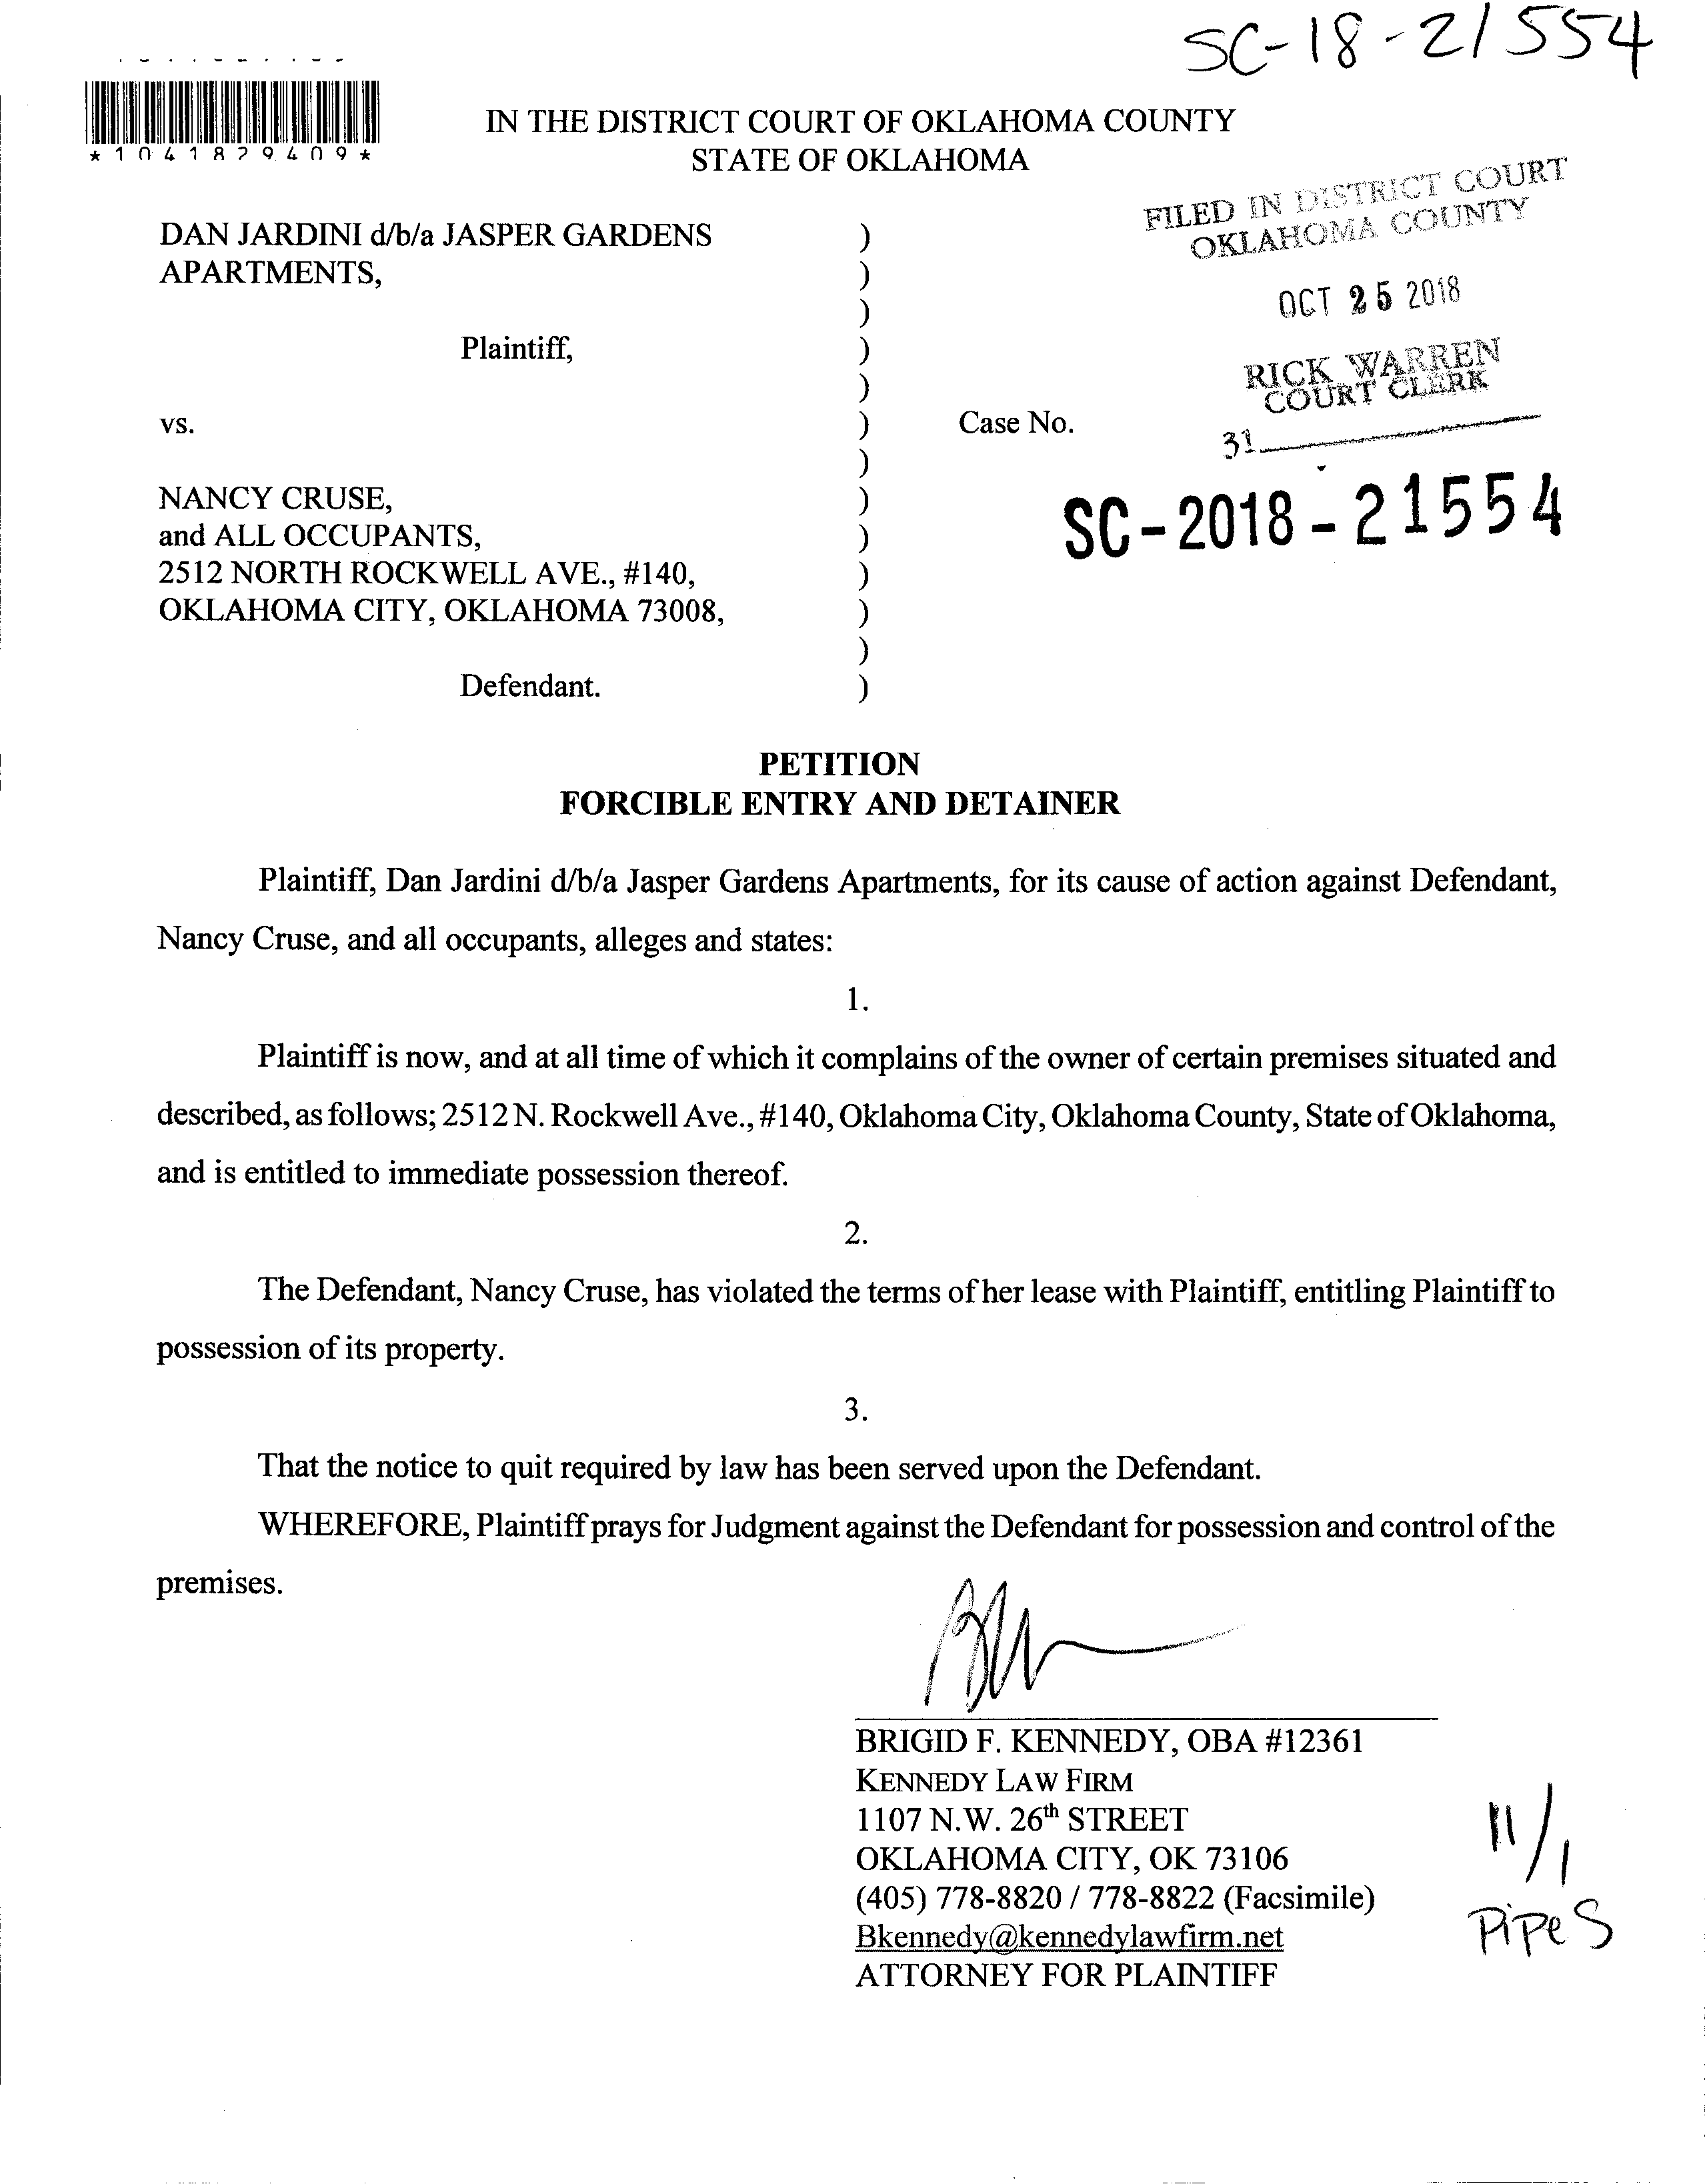 SC-18-21554
*1041829409*
IN THE DISTRICT COURT OF OKLAHOMA COUNTY
STATE OF OKLAHOMA
FILED IN DISTRICT COURT
OKLAHOMA COUNTY
OCT 25 2018
RICK WARREN
COURT CLERK
31
DAN JARDINI d/b/a JASPER GARDENS )
APARTMENTS, )
)
Plaintiff, )
)
vs. ) Case No.
)
SC-2018-21554
NANCY CRUSE, )
and ALL OCCUPANTS, )
2512 NORTH ROCKWELL AVE., #140, )
OKLAHOMA CITY, OKLAHOMA 73008, )
)
Defendant. )
PETITION
FORCIBLE ENTRY AND DETAINER
Plaintiff, Dan Jardini d/b/a Jasper Gardens Apartments, for its cause of action against Defendant,
Nancy Cruse, and all occupants, alleges and states:
1.
Plaintiff is now, and at all time of which it complains of the owner of certain premises situated and
described, as follows; 2512 N. Rockwell Ave., #140, Oklahoma City, Oklahoma County, State of Oklahoma,
and is entitled to immediate possession thereof.
2.
The Defendant, Nancy Cruse, has violated the terms of her lease with Plaintiff, entitling Plaintiff to
possession of its property.
3.
That the notice to quit required by law has been served upon the Defendant.
WHEREFORE, Plaintiff prays for Judgment against the Defendant for possession and control of the
premises.
BRIGID F. KENNEDY, OBA #12361
KENNEDY LAW FIRM
1107 N.W. 26th STREET
OKLAHOMA CITY, OK 73106
(405) 778-8820 / 778-8822 (Facsimile)
Bkennedy@kennedylawfirm.net
ATTORNEY FOR PLAINTIFF
11/1
PiPeS